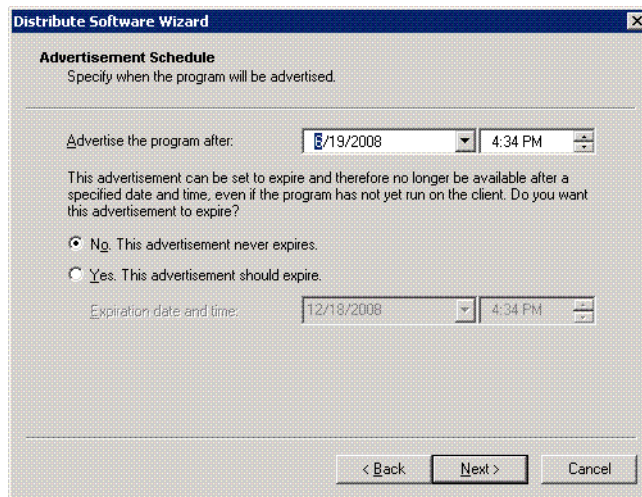 Distribute Software Wizard
Advertisement Schedule
Specify when the program will be advertised.
Advertise the program after: 6/19/2008 4:34 PM
This advertisement can be set to expire and therefore no longer be available after a
specified date and time, even if the program has not yet run on the client. Do you want
this advertisement to expire?
No. This advertisement never expires.
Yes. This advertisement should expire.
Expiration date and time: 12/18/2008 4:34 PM
< Back Next > Cancel